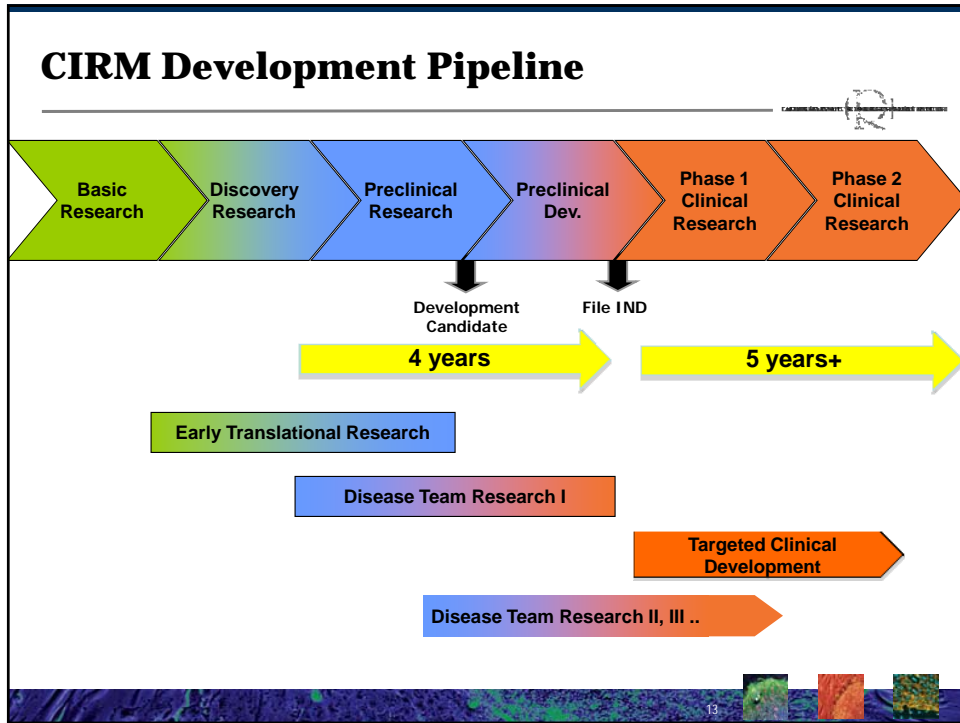 CIRM Development Pipeline
Basic
Research
Discovery
Research
Preclinical
Research
Preclinical
Dev.
Phase 1
Clinical
Research
Phase 2
Clinical
Research
Development
Candidate
File IND
4 years
5 years+
Early Translational Research
Disease Team Research I
Targeted Clinical
Development
Disease Team Research II, III ..
13